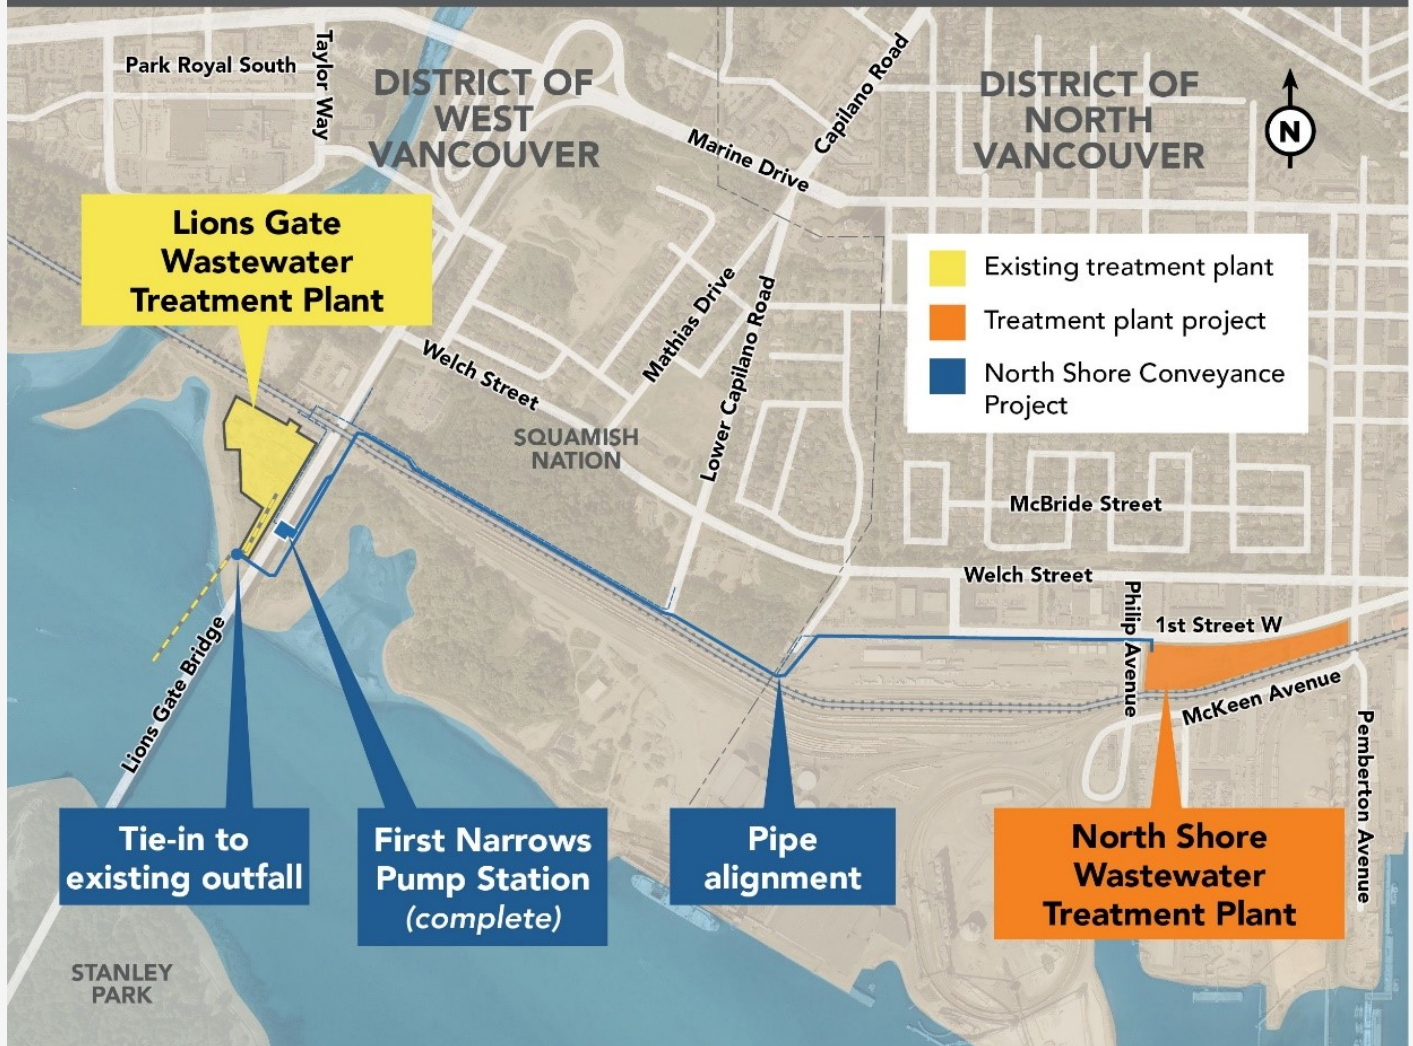 Park Royal South
Taylor Way
DISTRICT OF
WEST
VANCOUVER
Marine Drive
Capilano Road
DISTRICT OF
NORTH
VANCOUVER
N
Lions Gate
Wastewater
Treatment Plant
Existing treatment plant
Treatment plant project
North Shore Conveyance
Project
Mathias Drive
Lower Capilano Road
Welch Street
SQUAMISH
NATION
McBride Street
Welch Street
Philip Avenue
1st Street W
McKeen Avenue
Pemberton Avenue
Lions Gate Bridge
Tie-in to
existing outfall
First Narrows
Pump Station
(complete)
Pipe
alignment
North Shore
Wastewater
Treatment Plant
STANLEY
PARK